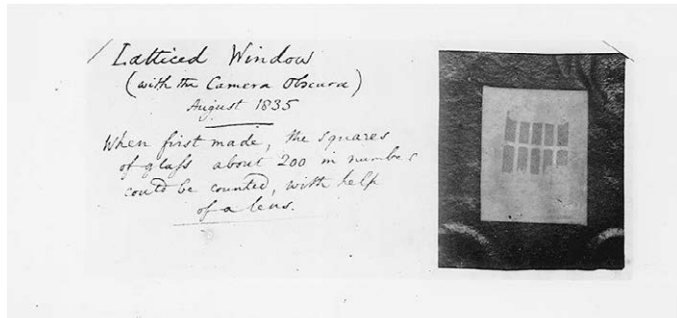 Latticed Window
(with the Camera Obscura)
August 1835
When first made, the squares
of glass about 200 in number
could be counted, with help
of a lens.